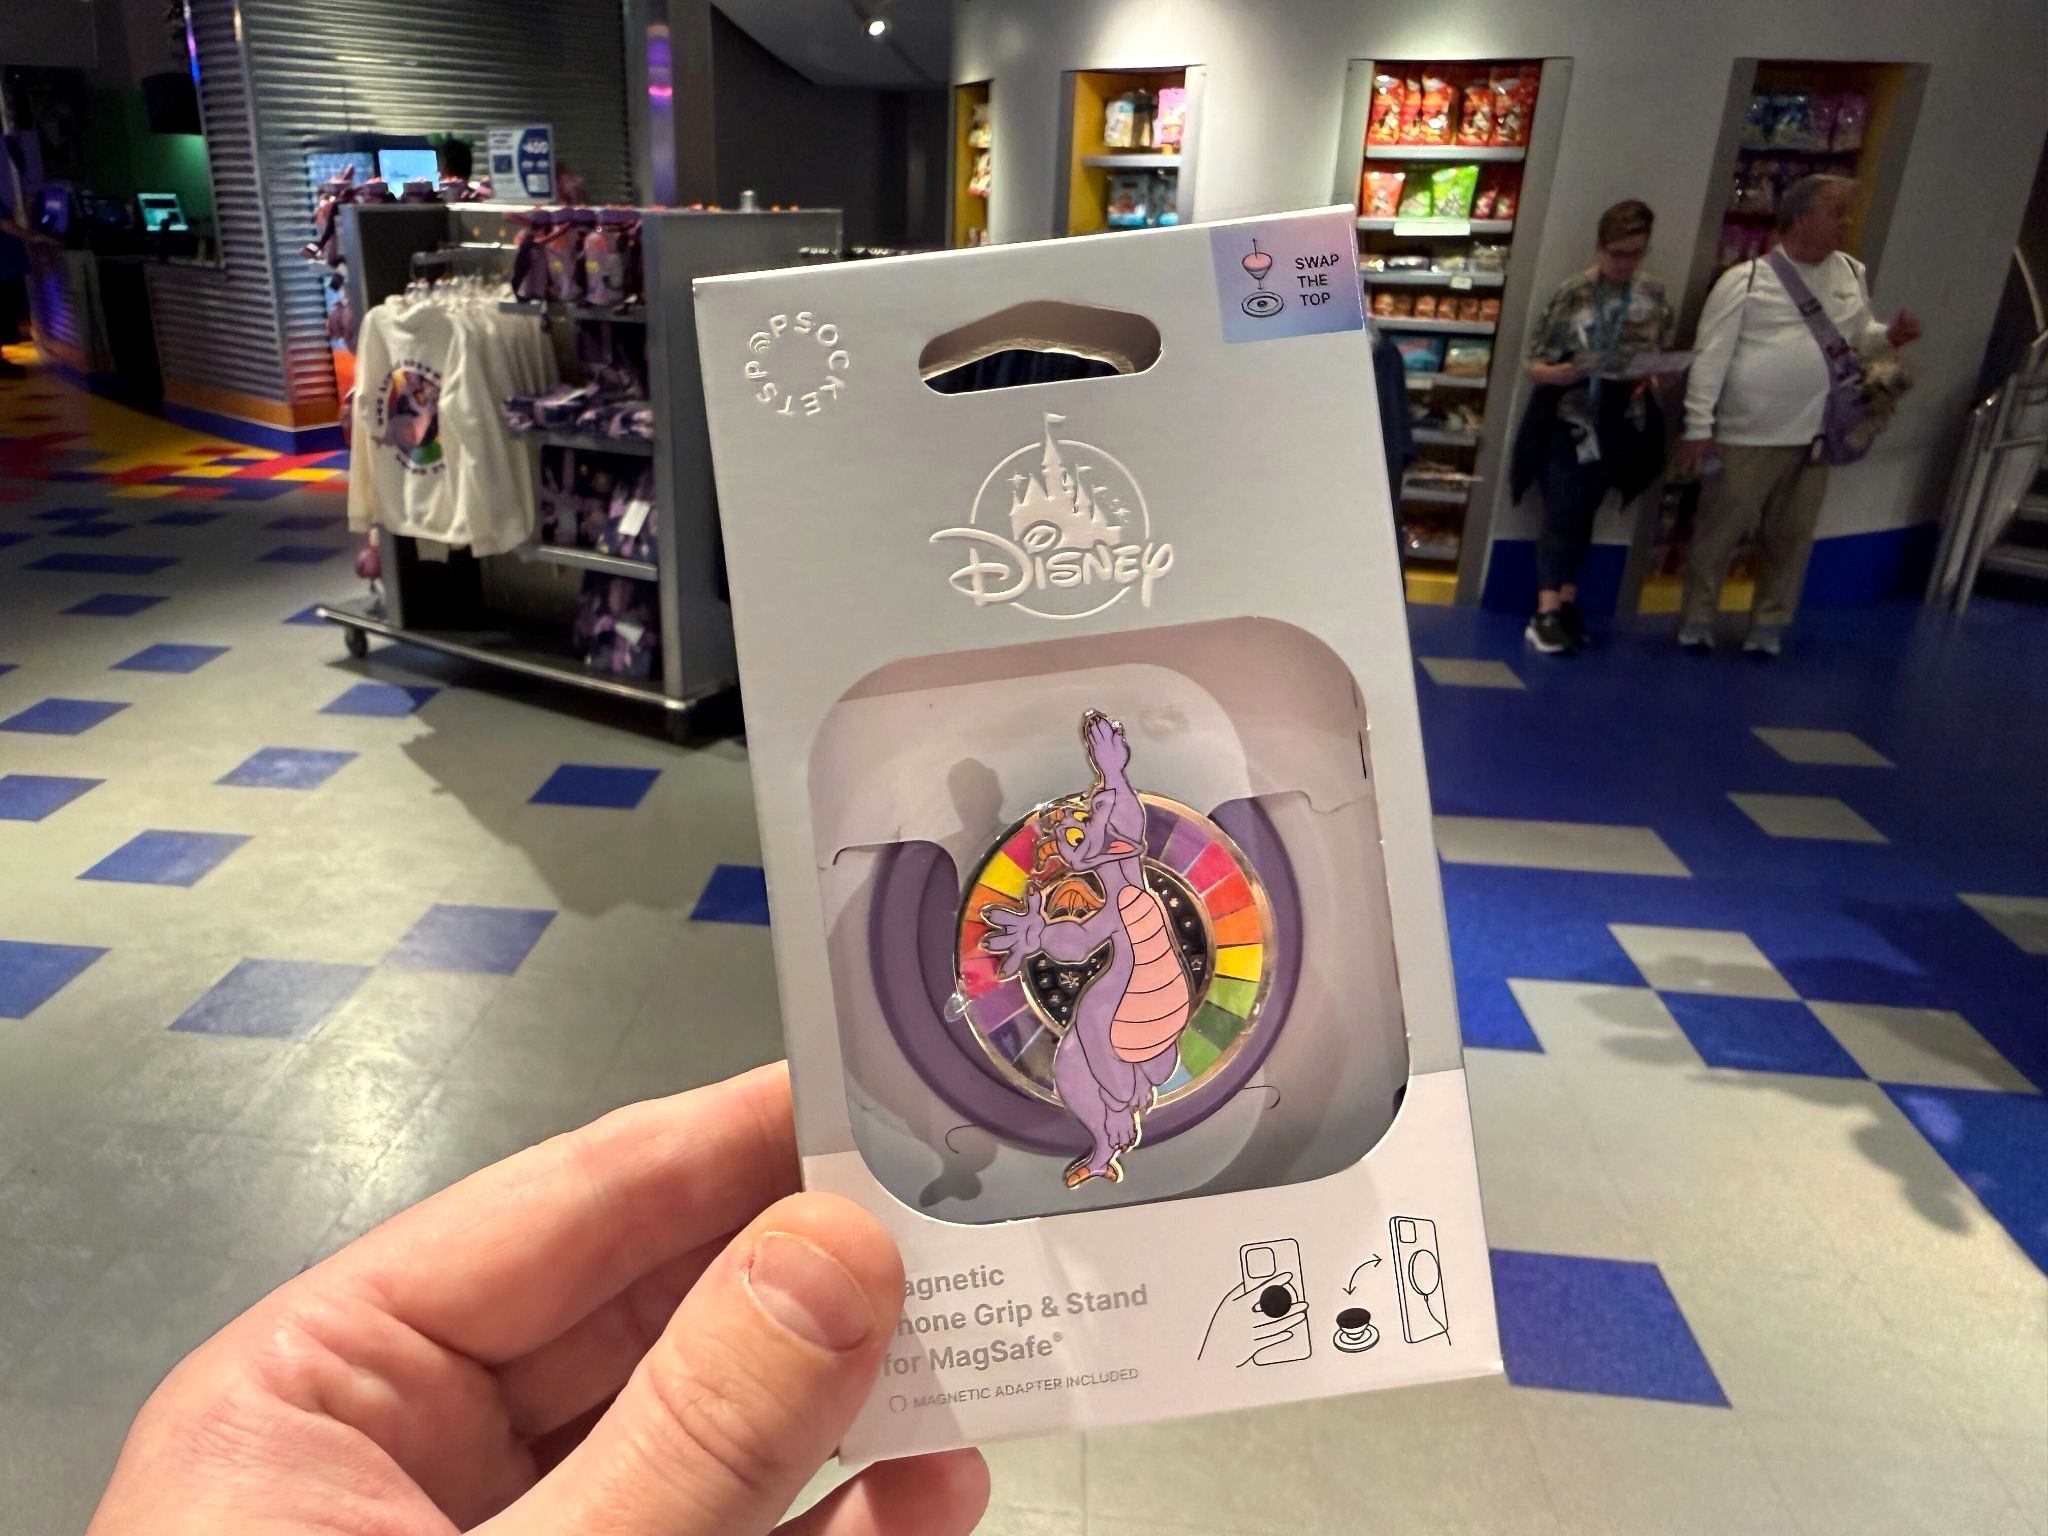 POPSOCKETS
SWAP
THE
TOP
Disney
agnetic
hone Grip & Stand
for MagSafe®
MAGNETIC ADAPTER INCLUDED